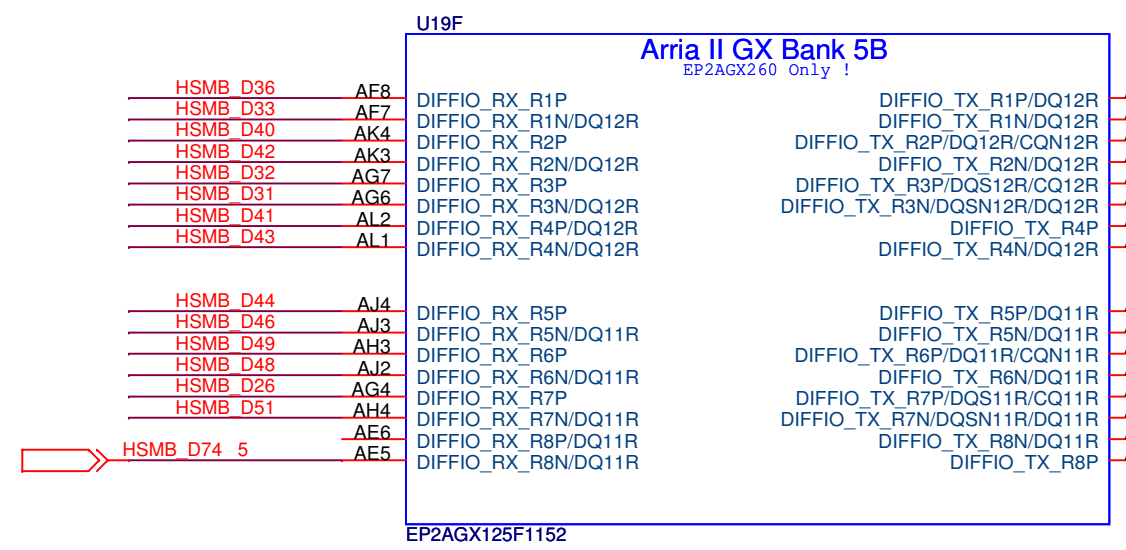 U19F
Arria II GX Bank 5B
EP2AGX260 Only !
HSMB_D36 AF8 DIFFIO_RX_R1P DIFFIO_TX_R1P/DQ12R
HSMB_D33 AF7 DIFFIO_RX_R1N/DQ12R DIFFIO_TX_R1N/DQ12R
HSMB_D40 AK4 DIFFIO_RX_R2P DIFFIO_TX_R2P/DQ12R/CQN12R
HSMB_D42 AK3 DIFFIO_RX_R2N/DQ12R DIFFIO_TX_R2N/DQ12R
HSMB_D32 AG7 DIFFIO_RX_R3P DIFFIO_TX_R3P/DQS12R/CQ12R
HSMB_D31 AG6 DIFFIO_RX_R3N/DQ12R DIFFIO_TX_R3N/DQSN12R/DQ12R
HSMB_D41 AL2 DIFFIO_RX_R4P/DQ12R DIFFIO_TX_R4P
HSMB_D43 AL1 DIFFIO_RX_R4N/DQ12R DIFFIO_TX_R4N/DQ12R
HSMB_D44 AJ4 DIFFIO_RX_R5P DIFFIO_TX_R5P/DQ11R
HSMB_D46 AJ3 DIFFIO_RX_R5N/DQ11R DIFFIO_TX_R5N/DQ11R
HSMB_D49 AH3 DIFFIO_RX_R6P DIFFIO_TX_R6P/DQ11R/CQN11R
HSMB_D48 AJ2 DIFFIO_RX_R6N/DQ11R DIFFIO_TX_R6N/DQ11R
HSMB_D26 AG4 DIFFIO_RX_R7P DIFFIO_TX_R7P/DQS11R/CQ11R
HSMB_D51 AH4 DIFFIO_RX_R7N/DQ11R DIFFIO_TX_R7N/DQSN11R/DQ11R
AE6 DIFFIO_RX_R8P/DQ11R DIFFIO_TX_R8N/DQ11R
HSMB_D74 5 AE5 DIFFIO_RX_R8N/DQ11R DIFFIO_TX_R8P
EP2AGX125F1152